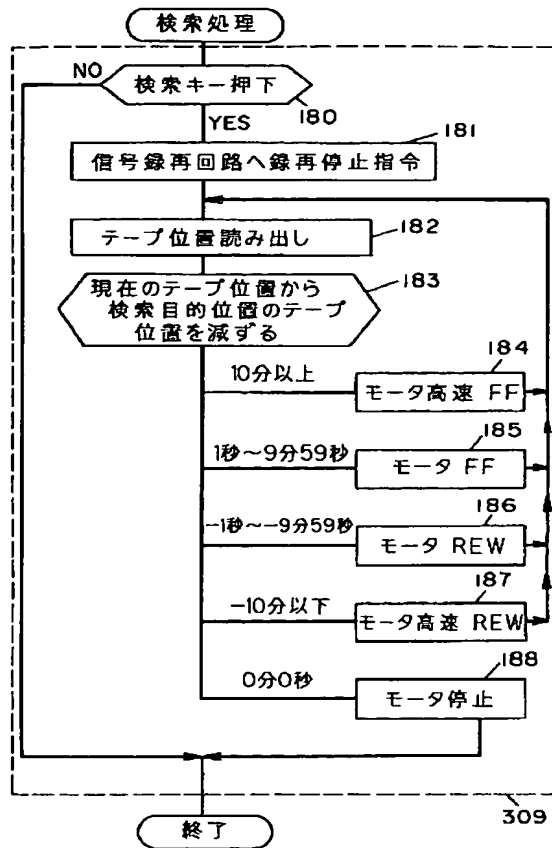 検索処理
NO
検索キー押下
180
YES
181
信号録再回路へ録再停止指令
182
テープ位置読み出し
183
現在のテープ位置から
検索目的位置のテープ
位置を減ずる
184
10分以上
モータ高速 FF
185
1秒～9分59秒
モータ FF
186
-1秒～-9分59秒
モータ REW
187
-10分以下
モータ高速 REW
188
0分0秒
モータ停止
309
終了